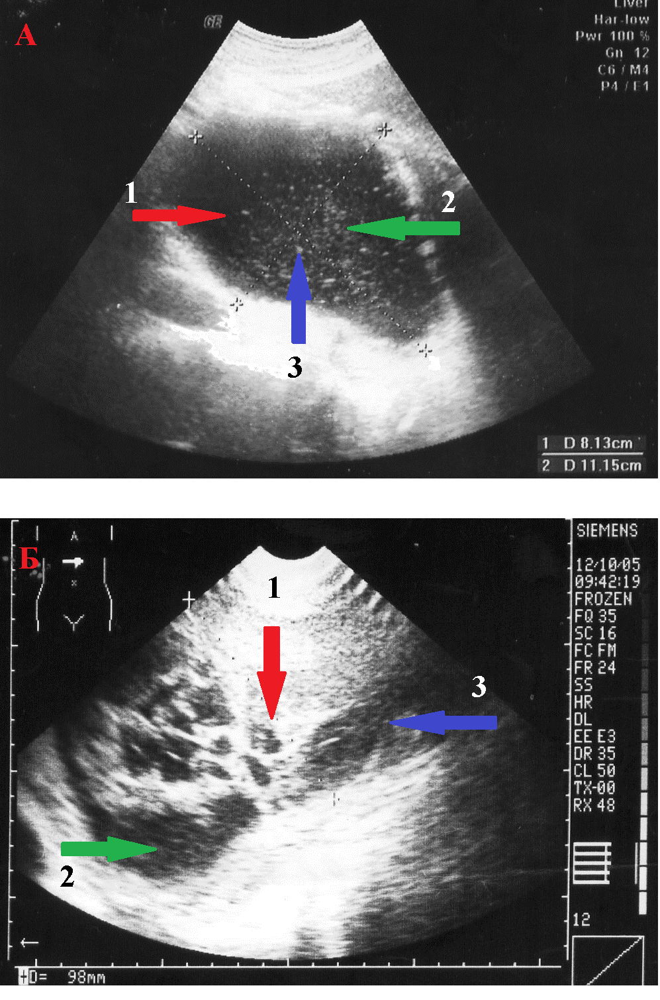 А
GE
Liver
Har-low
Pwr 100 %
Gn 12
C6 / M4
P4 / E1
1
2
3
1 D 8.13cm
2 D 11.15cm
Б
A
SIEMENS
12/10/05
09:42:19
FROZEN
FQ 35
SC 16
FC FM
FR 24
SS
HR
DL
EE E3
DR 35
CL 50
TX-00
RX 48
1
3
2
12
D= 98mm